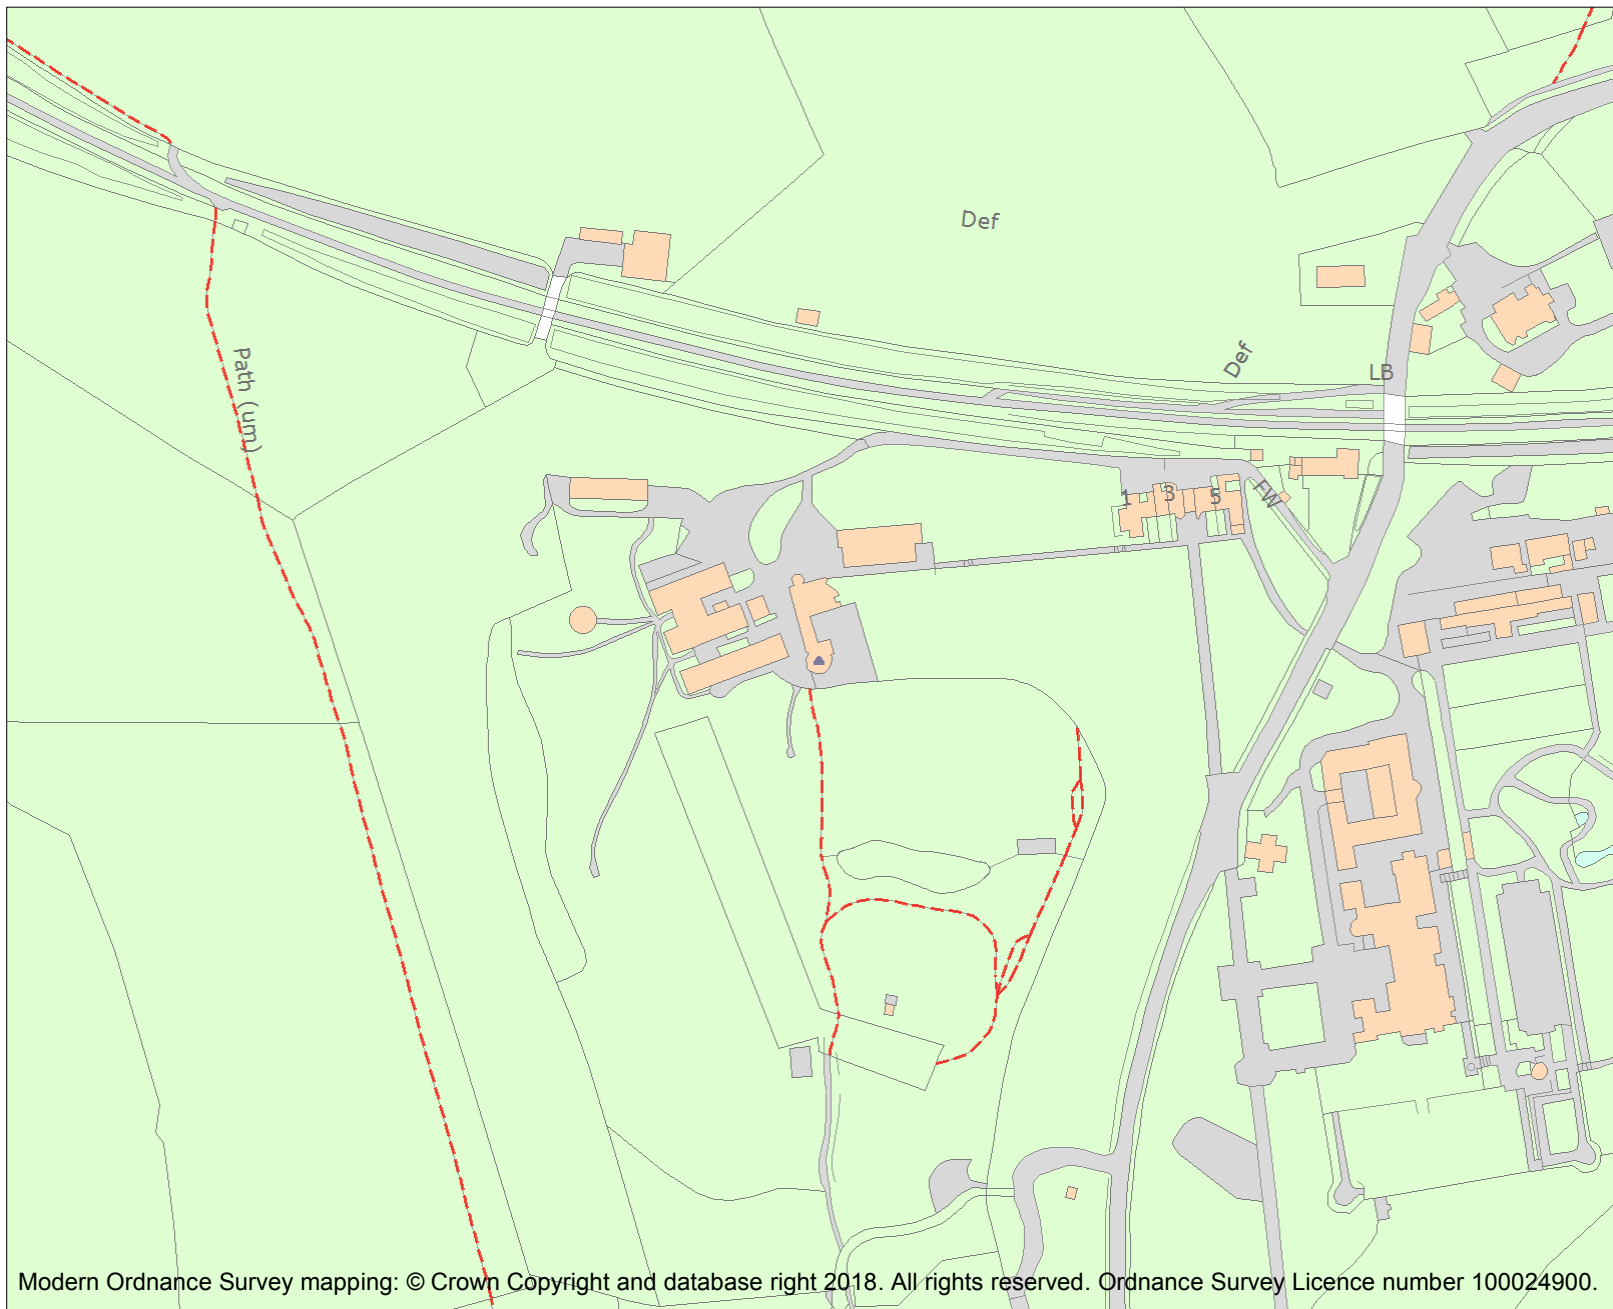 Def
Path (um)
Def
LB
1
3
5
FW
Modern Ordnance Survey mapping: © Crown Copyright and database right 2018. All rights reserved. Ordnance Survey Licence number 100024900.